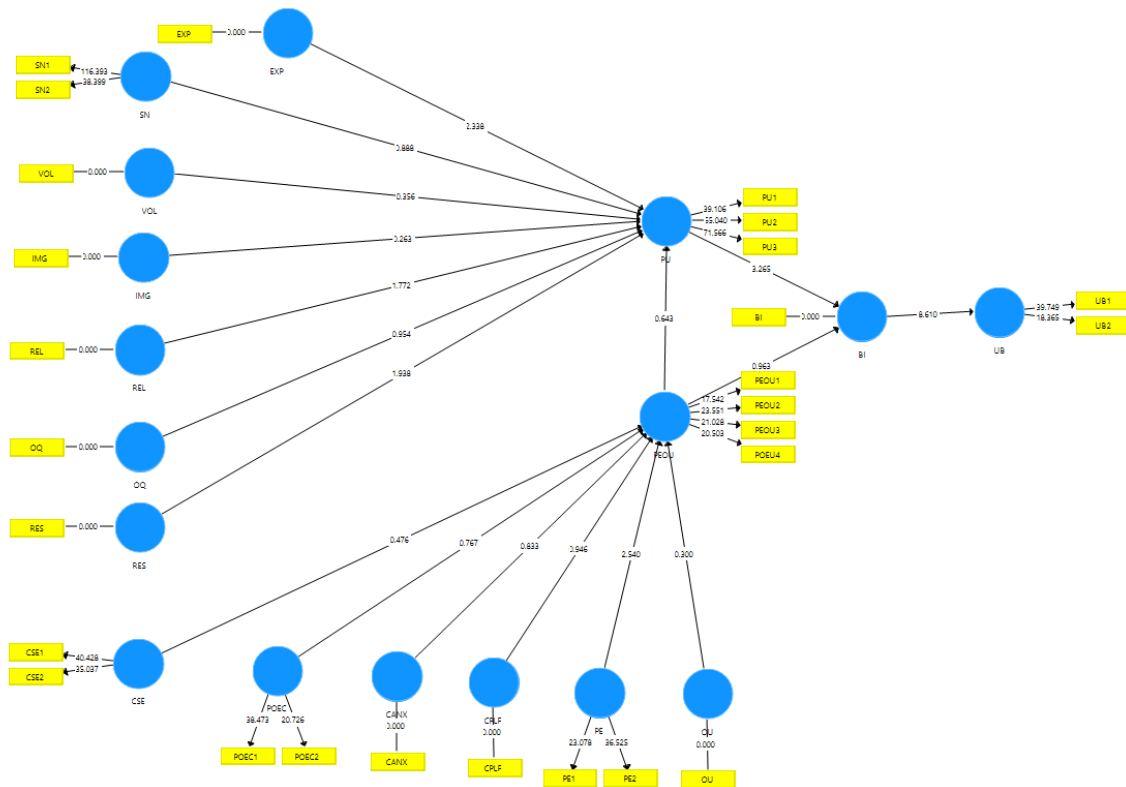 EXP
0.000
EXP
SN1
SN2
116.393
38.399
SN
2.338
0.888
VOL
0.000
VOL
0.356
IMG
0.000
IMG
0.263
REL
0.000
REL
1.772
OQ
0.000
OQ
0.954
RES
0.000
RES
1.938
PU
39.106
55.040
71.566
PU1
PU2
PU3
3.265
0.643
BI
0.000
BI
8.610
UB
39.749
18.365
UB1
UB2
0.963
PEOU
17.542
23.551
21.028
20.503
PEOU1
PEOU2
PEOU3
POEU4
0.476
0.767
0.833
0.946
2.540
0.300
CSE1
CSE2
40.428
35.037
CSE
POEC
38.473
20.726
POEC1
POEC2
CANX
0.000
CANX
CPLF
0.000
CPLF
PE
23.078
36.525
PE1
PE2
OU
0.000
OU